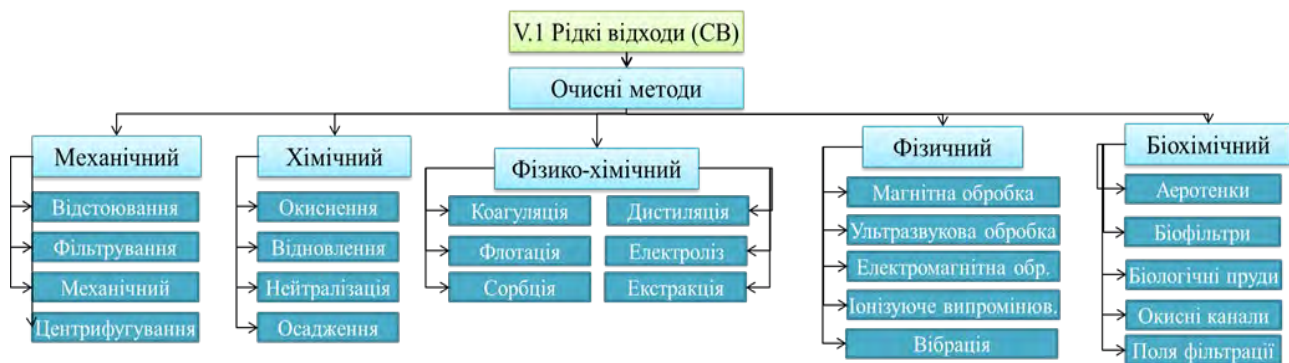 V.1 Рідкі відходи (СВ)
Очисні методи
Механічний
Відстоювання
Фільтрування
Механічний
Центрифугування
Хімічний
Окиснення
Відновлення
Нейтралізація
Осадження
Фізико-хімічний
Коагуляція
Флотація
Сорбція
Дистиляція
Електроліз
Екстракція
Фізичний
Магнітна обробка
Ультразвукова обробка
Електромагнітна обр.
Іонізуюче випромінюв.
Вібрація
Біохімічний
Аеротенки
Біофільтри
Біологічні пруди
Окисні канали
Поля фільтрації